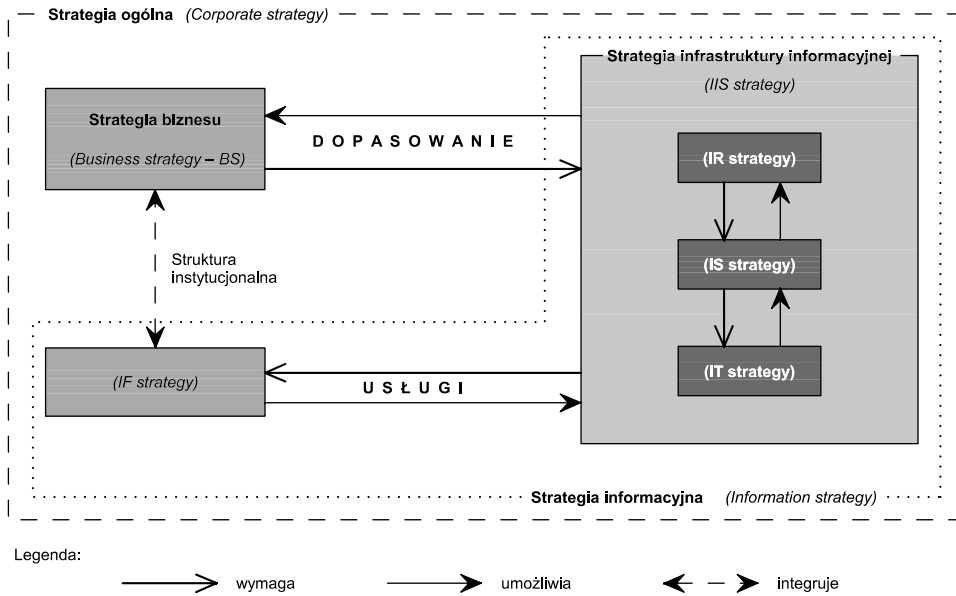 Strategia ogólna (Corporate strategy)
Strategia infrastruktury informacyjnej
(IIS strategy)
Strategia biznesu
(Business strategy – BS)
DOPASOWANIE
(IR strategy)
(IS strategy)
(IT strategy)
Struktura
instytucjonalna
(IF strategy)
USŁUGI
Strategia informacyjna (Information strategy)
Legenda:
wymaga
umożliwia
integruje